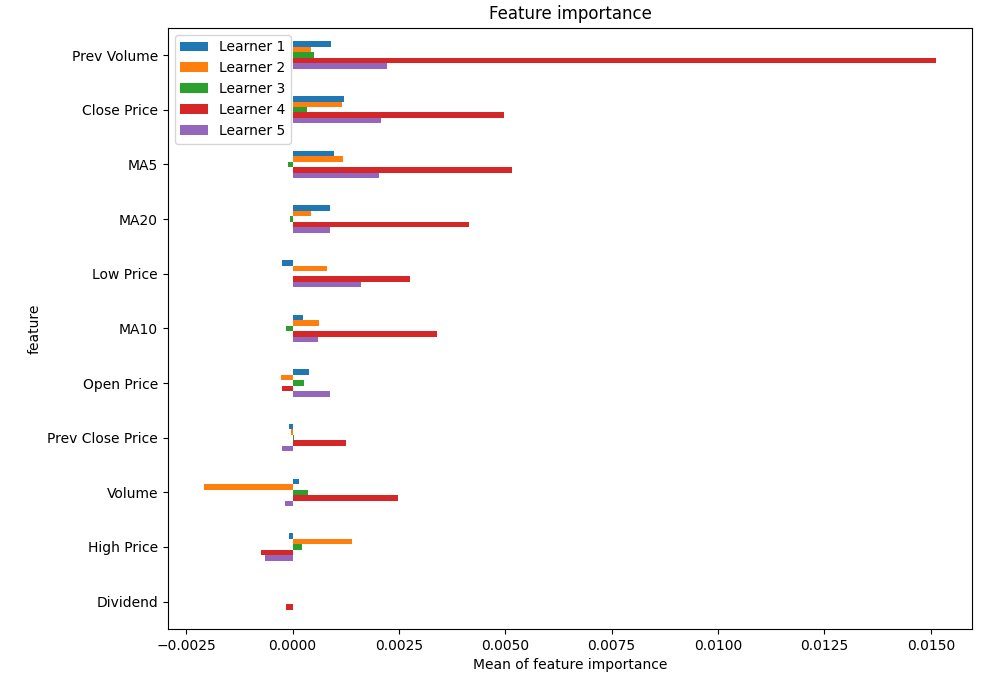 Feature importance
Learner 1
Learner 2
Learner 3
Learner 4
Learner 5
feature
Prev Volume
Close Price
MA5
MA20
Low Price
MA10
Open Price
Prev Close Price
Volume
High Price
Dividend
−0.0025 0.0000 0.0025 0.0050 0.0075 0.0100 0.0125 0.0150
Mean of feature importance